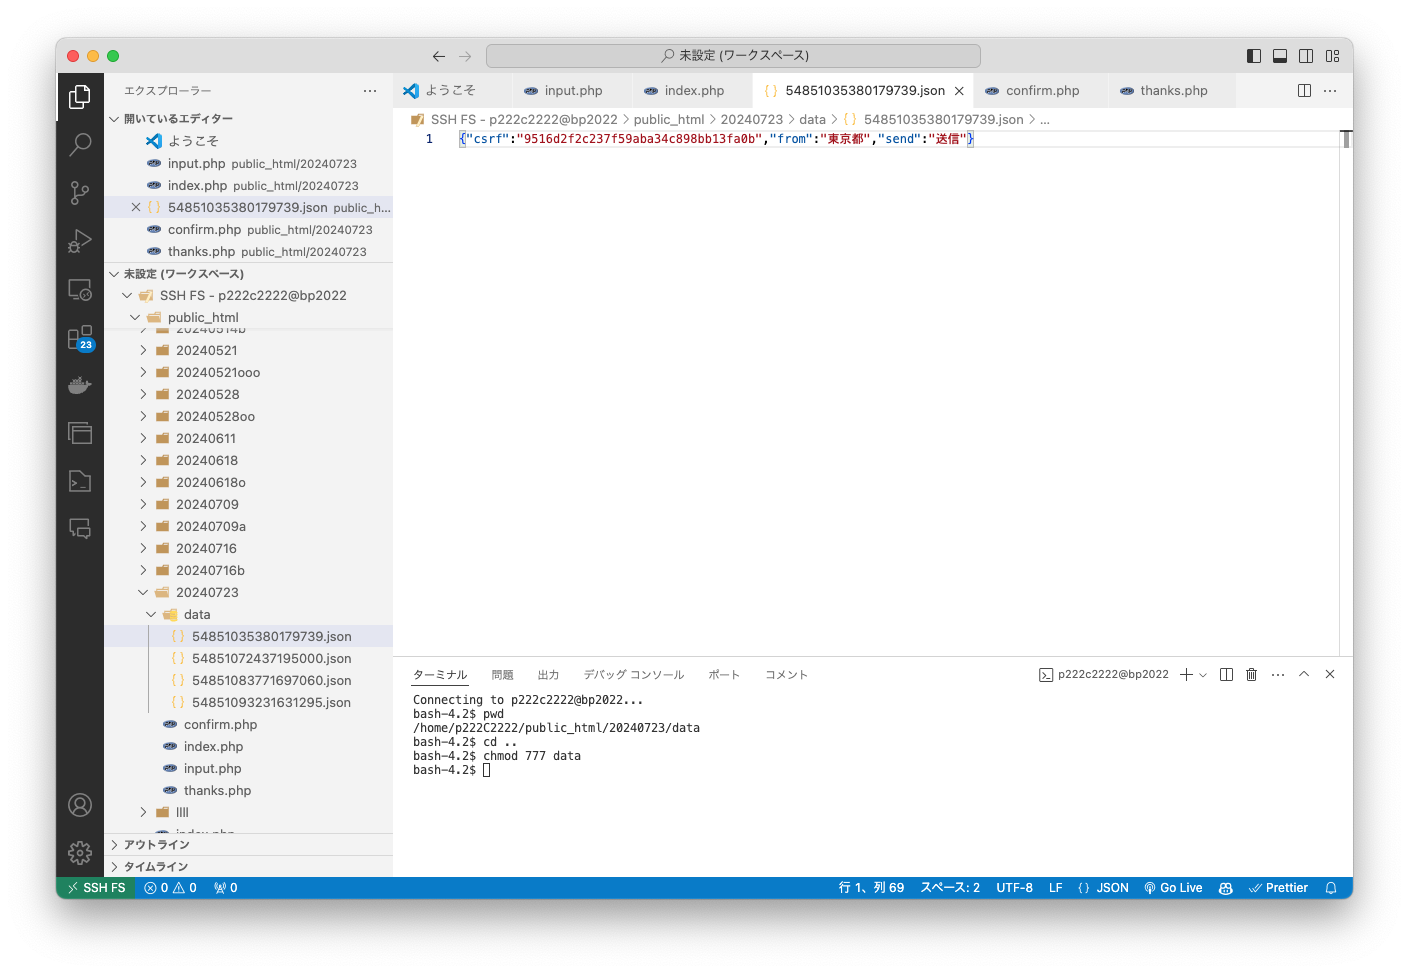 未設定 (ワークスペース)
エクスプローラー
ようこそ
input.php
index.php
54851035380179739.json
confirm.php
thanks.php
SSH FS - p222c2222@bp2022 > public_html > 20240723 > data > {} 54851035380179739.json > ...
1 {"csrf":"9516d2f2c237f59aba34c898bb13fa0b","from":"東京都","send":"送信"}
開いているエディター
ようこそ
input.php public_html/20240723
index.php public_html/20240723
54851035380179739.json public_h...
confirm.php public_html/20240723
thanks.php public_html/20240723
未設定 (ワークスペース)
SSH FS - p222c2222@bp2022
public_html
20240514b
20240521
20240521ooo
20240528
20240528oo
20240611
20240618
20240618o
20240709
20240709a
20240716
20240716b
20240723
data
54851035380179739.json
54851072437195000.json
54851083771697060.json
54851093231631295.json
confirm.php
index.php
input.php
thanks.php
llll
index.php
アウトライン
タイムライン
23
ターミナル
問題
出力
デバッグ コンソール
ポート
コメント
p222c2222@bp2022
Connecting to p222c2222@bp2022...
bash-4.2$ pwd
/home/p222C2222/public_html/20240723/data
bash-4.2$ cd ..
bash-4.2$ chmod 777 data
bash-4.2$
SSH FS
0
0
0
行 1、列 69
スペース: 2
UTF-8
LF
{} JSON
Go Live
Prettier